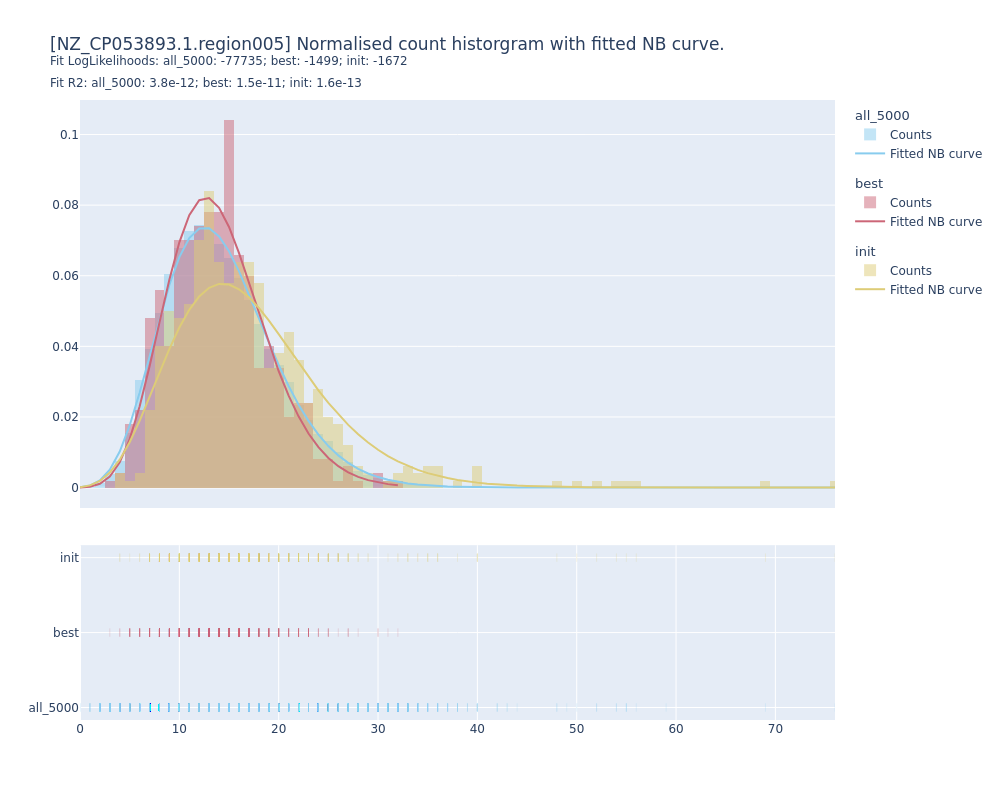 [NZ_CP053893.1.region005] Normalised count historgram with fitted NB curve.
Fit LogLikelihoods: all_5000: -77735; best: -1499; init: -1672
Fit R2: all_5000: 3.8e-12; best: 1.5e-11; init: 1.6e-13
0.1
0.08
0.06
0.04
0.02
0
all_5000
Counts
Fitted NB curve
best
Counts
Fitted NB curve
init
Counts
Fitted NB curve
init
best
all_5000
0 10 20 30 40 50 60 70